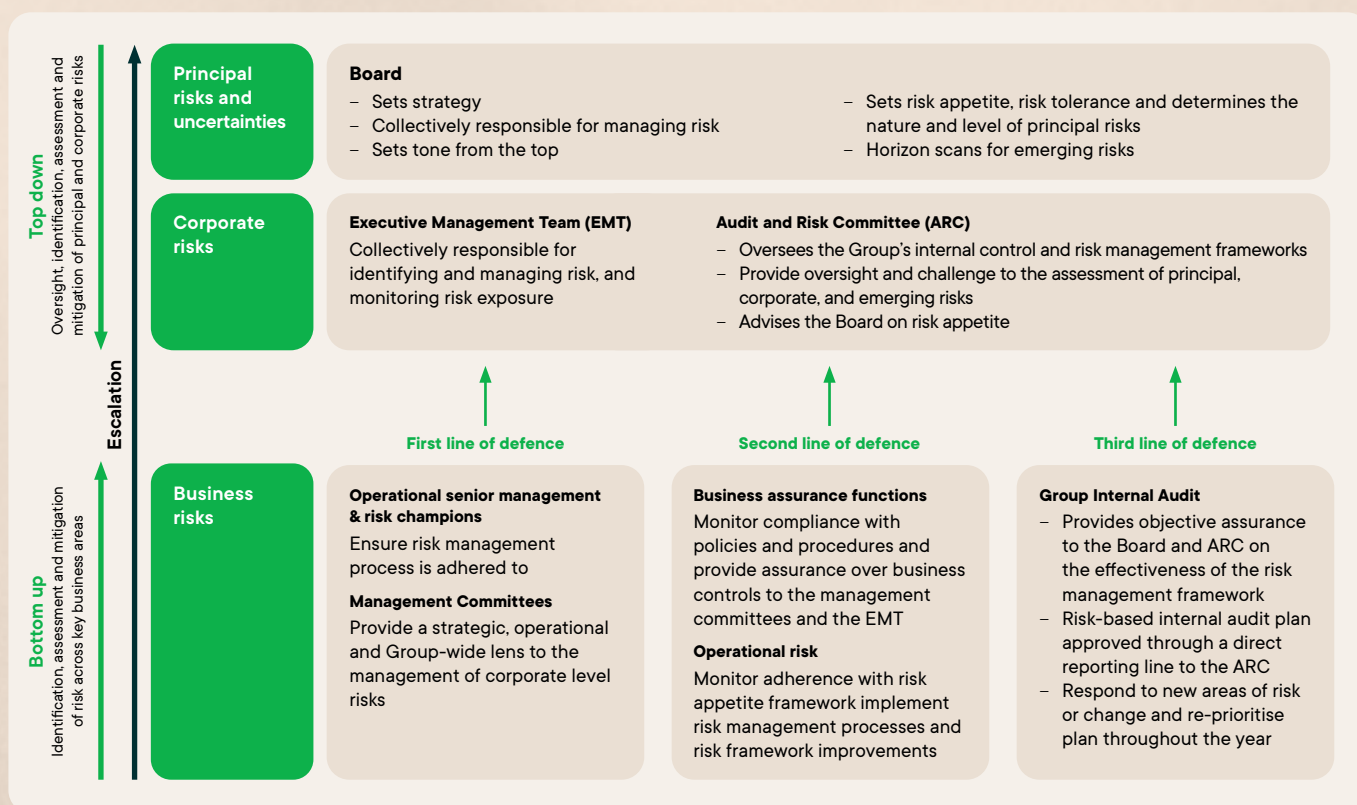 Top down
Oversight, identification, assessment and
mitigation of principal and corporate risks
Escalation
Bottom up
Identification, assessment and mitigation
of risk across key business areas
Principal
risks and
uncertainties
Board
– Sets strategy
– Collectively responsible for managing risk
– Sets tone from the top
– Sets risk appetite, risk tolerance and determines the
nature and level of principal risks
– Horizon scans for emerging risks
Corporate
risks
Executive Management Team (EMT)
Collectively responsible for
identifying and managing risk, and
monitoring risk exposure
Audit and Risk Committee (ARC)
– Oversees the Group’s internal control and risk management frameworks
– Provide oversight and challenge to the assessment of principal,
corporate, and emerging risks
– Advises the Board on risk appetite
First line of defence
Second line of defence
Third line of defence
Business
risks
Operational senior management
& risk champions
Ensure risk management
process is adhered to
Management Committees
Provide a strategic, operational
and Group-wide lens to the
management of corporate level
risks
Business assurance functions
Monitor compliance with
policies and procedures and
provide assurance over business
controls to the management
committees and the EMT
Operational risk
Monitor adherence with risk
appetite framework implement
risk management processes and
risk framework improvements
Group Internal Audit
– Provides objective assurance
to the Board and ARC on
the effectiveness of the risk
management framework
– Risk-based internal audit plan
approved through a direct
reporting line to the ARC
– Respond to new areas of risk
or change and re-prioritise
plan throughout the year